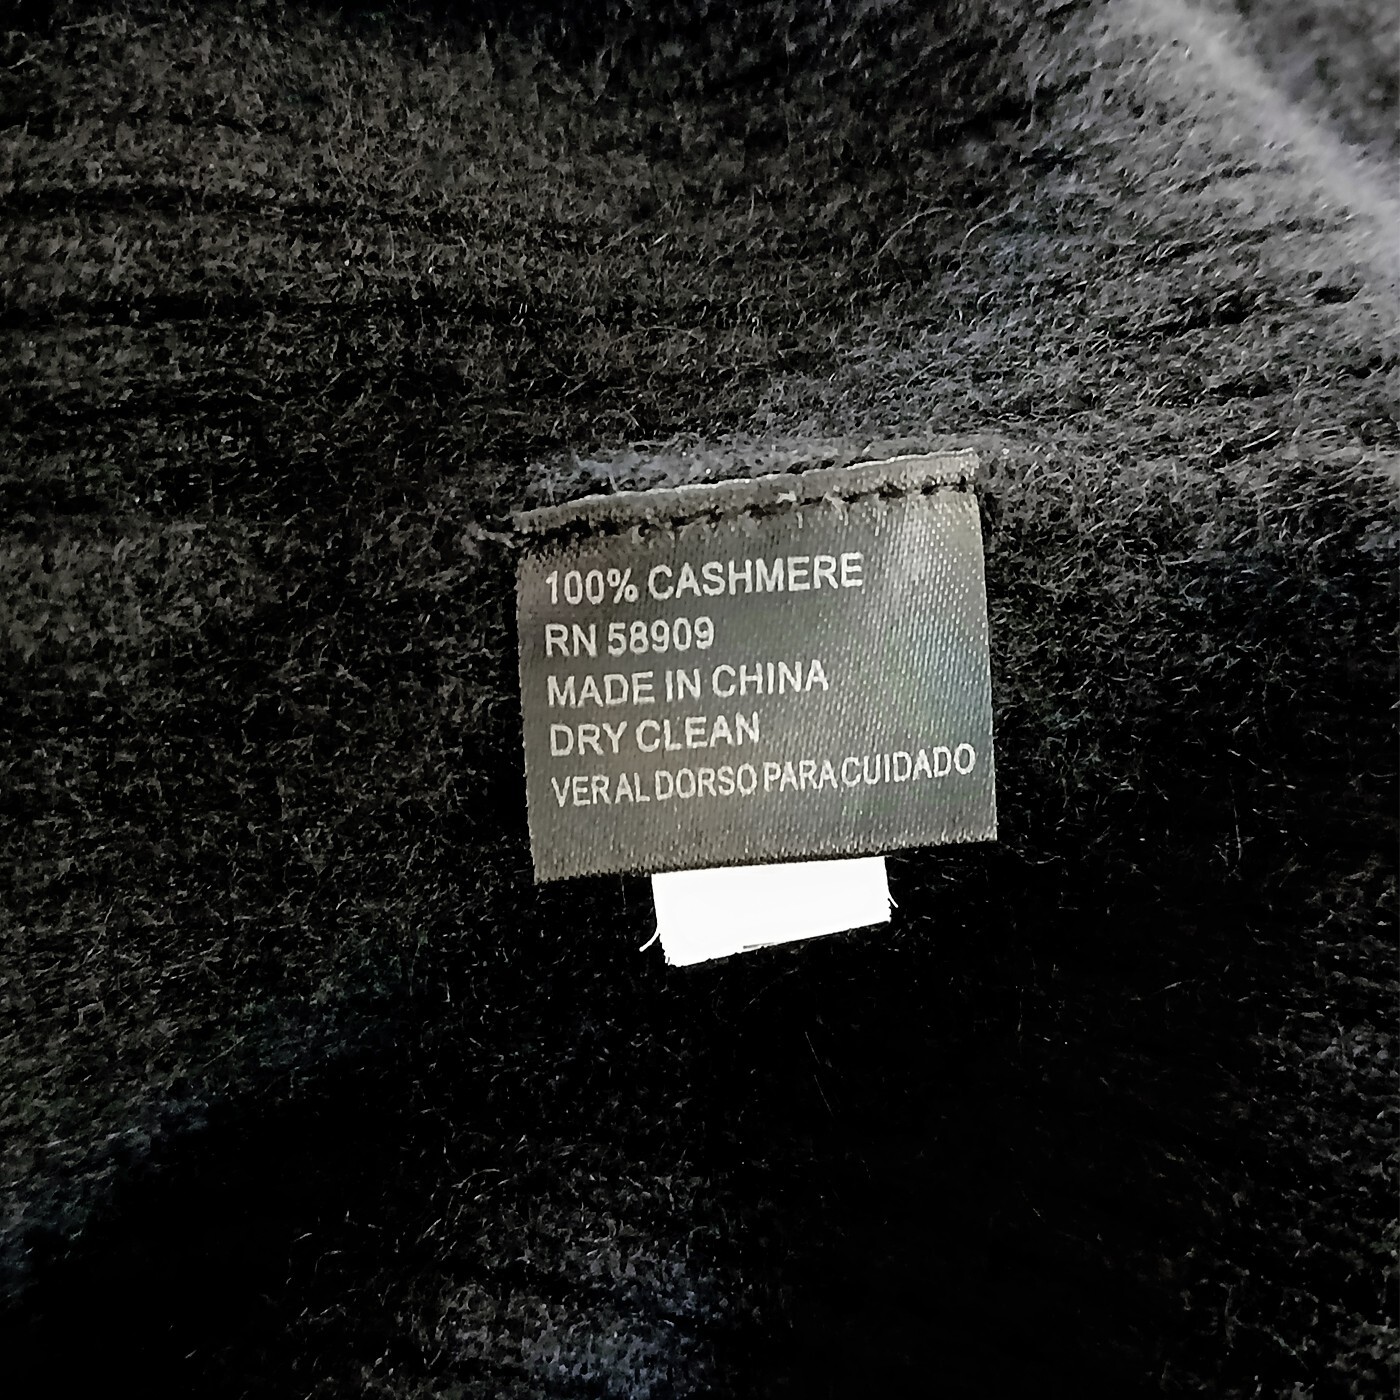 100% CASHMERE
RN 58909
MADE IN CHINA
DRY CLEAN
VER AL DORSO PARA CUIDADO